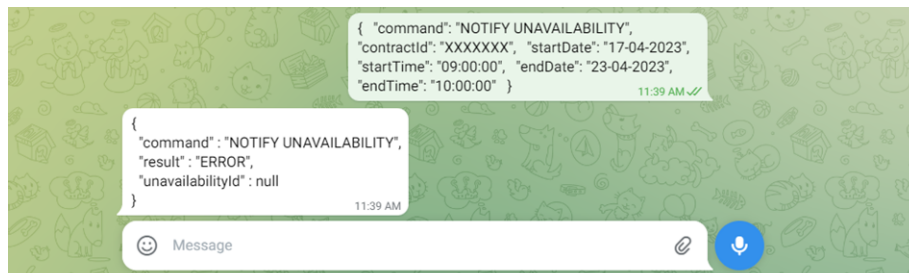 { "command": "NOTIFY UNAVAILABILITY",
"contractId": "XXXXXXX", "startDate": "17-04-2023",
"startTime": "09:00:00", "endDate": "23-04-2023",
"endTime": "10:00:00" }
11:39 AM
{
"command" : "NOTIFY UNAVAILABILITY",
"result" : "ERROR",
"unavailabilityId" : null
}
11:39 AM
Message